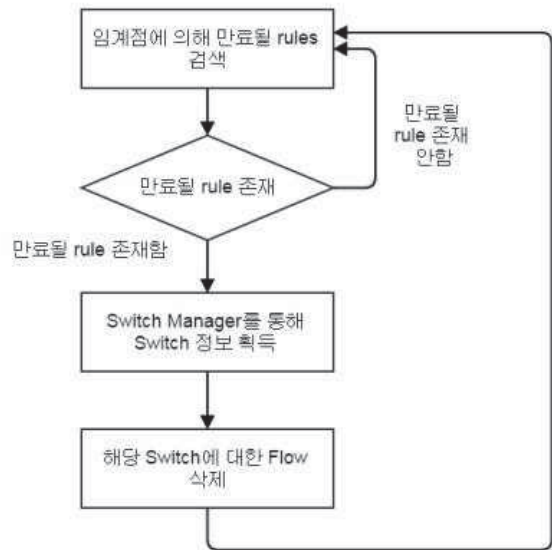 임계점에 의해 만료될 rules
검색
만료될
rule 존재
안함
만료될 rule 존재
만료될 rule 존재함
Switch Manager를 통해
Switch 정보 획득
해당 Switch에 대한 Flow
삭제